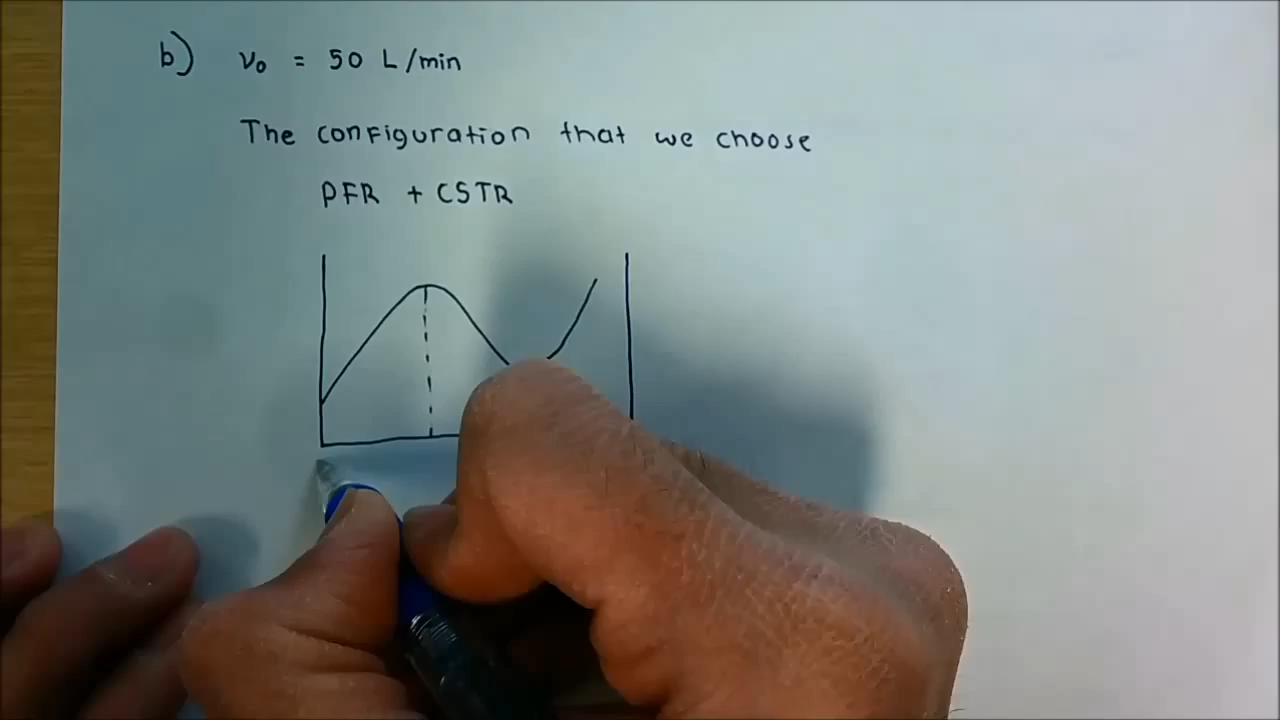 b) v₀ = 50 L/min
The configuration that we choose
PFR + CSTR